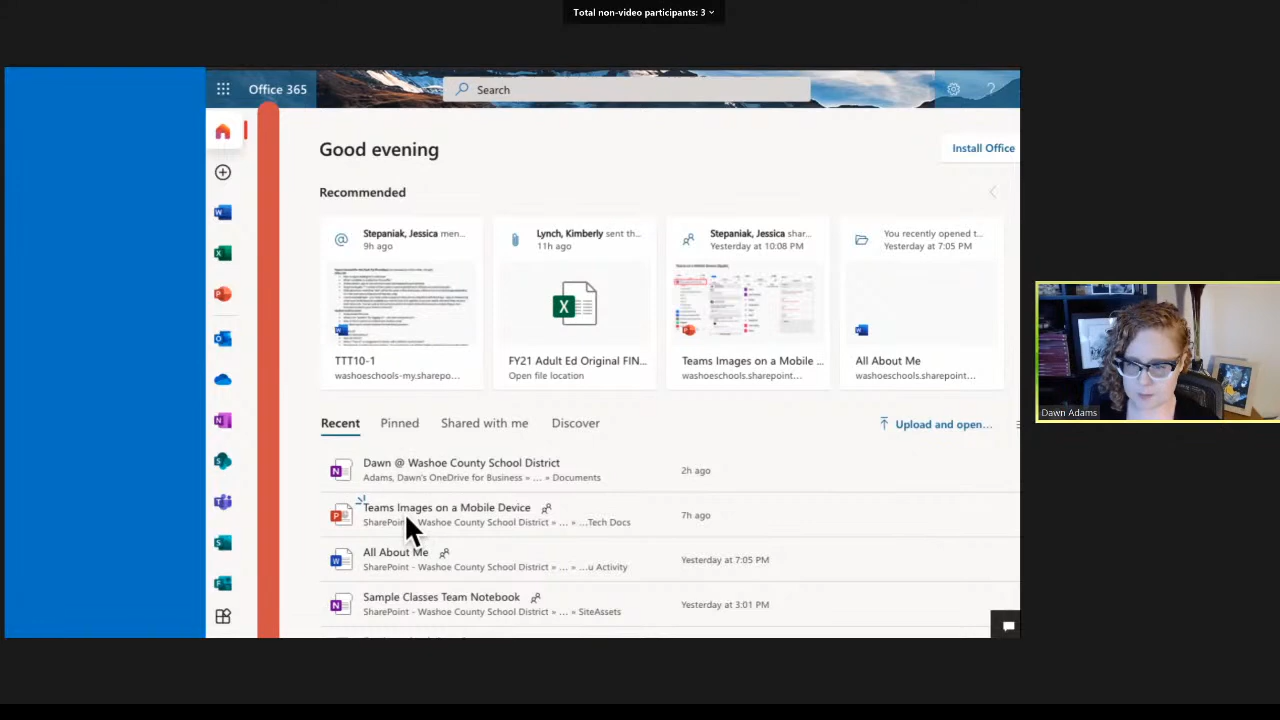 Total non-video participants: 3
Office 365
Search
Good evening
Install Office
Recommended
Stepaniak, Jessica men...
9h ago
Lynch, Kimberly sent th...
11h ago
Stepaniak, Jessica shar...
Yesterday at 10:08 PM
You recently opened t...
Yesterday at 7:05 PM
TTT10-1
washoeschools-my.sharepo...
FY21 Adult Ed Original FIN...
Open file location
Teams Images on a Mobile ...
washoeschools.sharepoint...
All About Me
washoeschools.sharepoint...
Recent Pinned Shared with me Discover
Upload and open...
Dawn @ Washoe County School District
Adams, Dawn's OneDrive for Business » ... » Documents
2h ago
Teams Images on a Mobile Device
SharePoint - Washoe County School District » ... » ...Tech Docs
7h ago
All About Me
SharePoint - Washoe County School District » ... » ...u Activity
Yesterday at 7:05 PM
Sample Classes Team Notebook
SharePoint - Washoe County School District » ... » SiteAssets
Yesterday at 3:01 PM
Dawn Adams